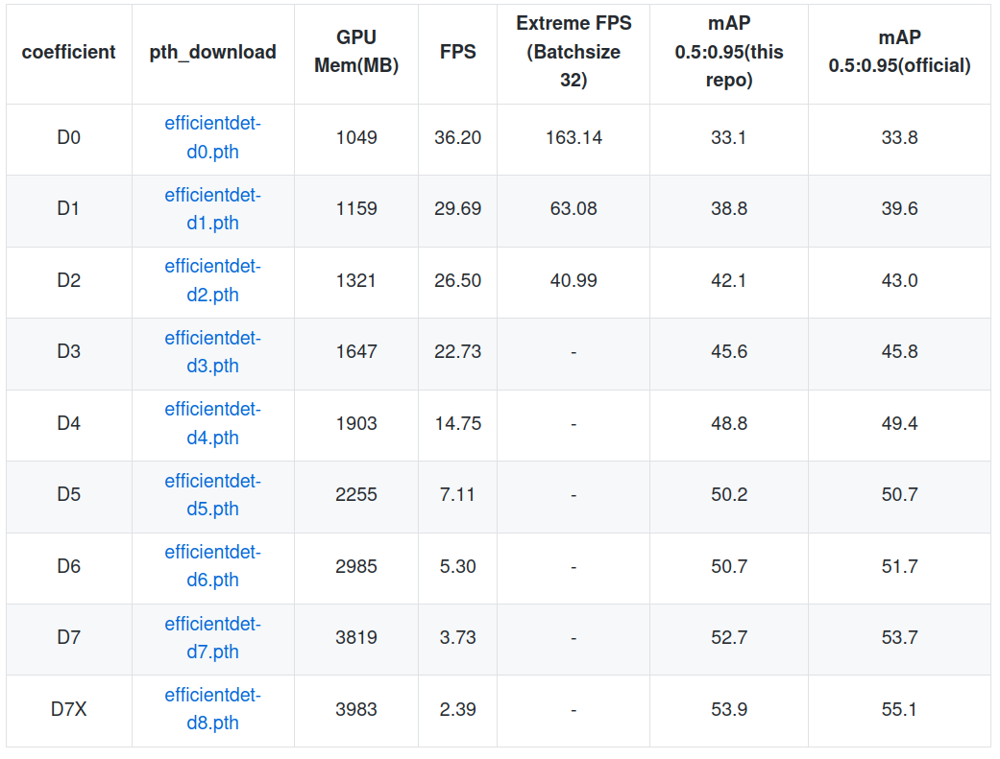 coefficient pth_download GPU Mem(MB) FPS Extreme FPS (Batchsize 32) mAP 0.5:0.95(this repo) mAP 0.5:0.95(official)
D0 efficientdet-d0.pth 1049 36.20 163.14 33.1 33.8
D1 efficientdet-d1.pth 1159 29.69 63.08 38.8 39.6
D2 efficientdet-d2.pth 1321 26.50 40.99 42.1 43.0
D3 efficientdet-d3.pth 1647 22.73 - 45.6 45.8
D4 efficientdet-d4.pth 1903 14.75 - 48.8 49.4
D5 efficientdet-d5.pth 2255 7.11 - 50.2 50.7
D6 efficientdet-d6.pth 2985 5.30 - 50.7 51.7
D7 efficientdet-d7.pth 3819 3.73 - 52.7 53.7
D7X efficientdet-d8.pth 3983 2.39 - 53.9 55.1